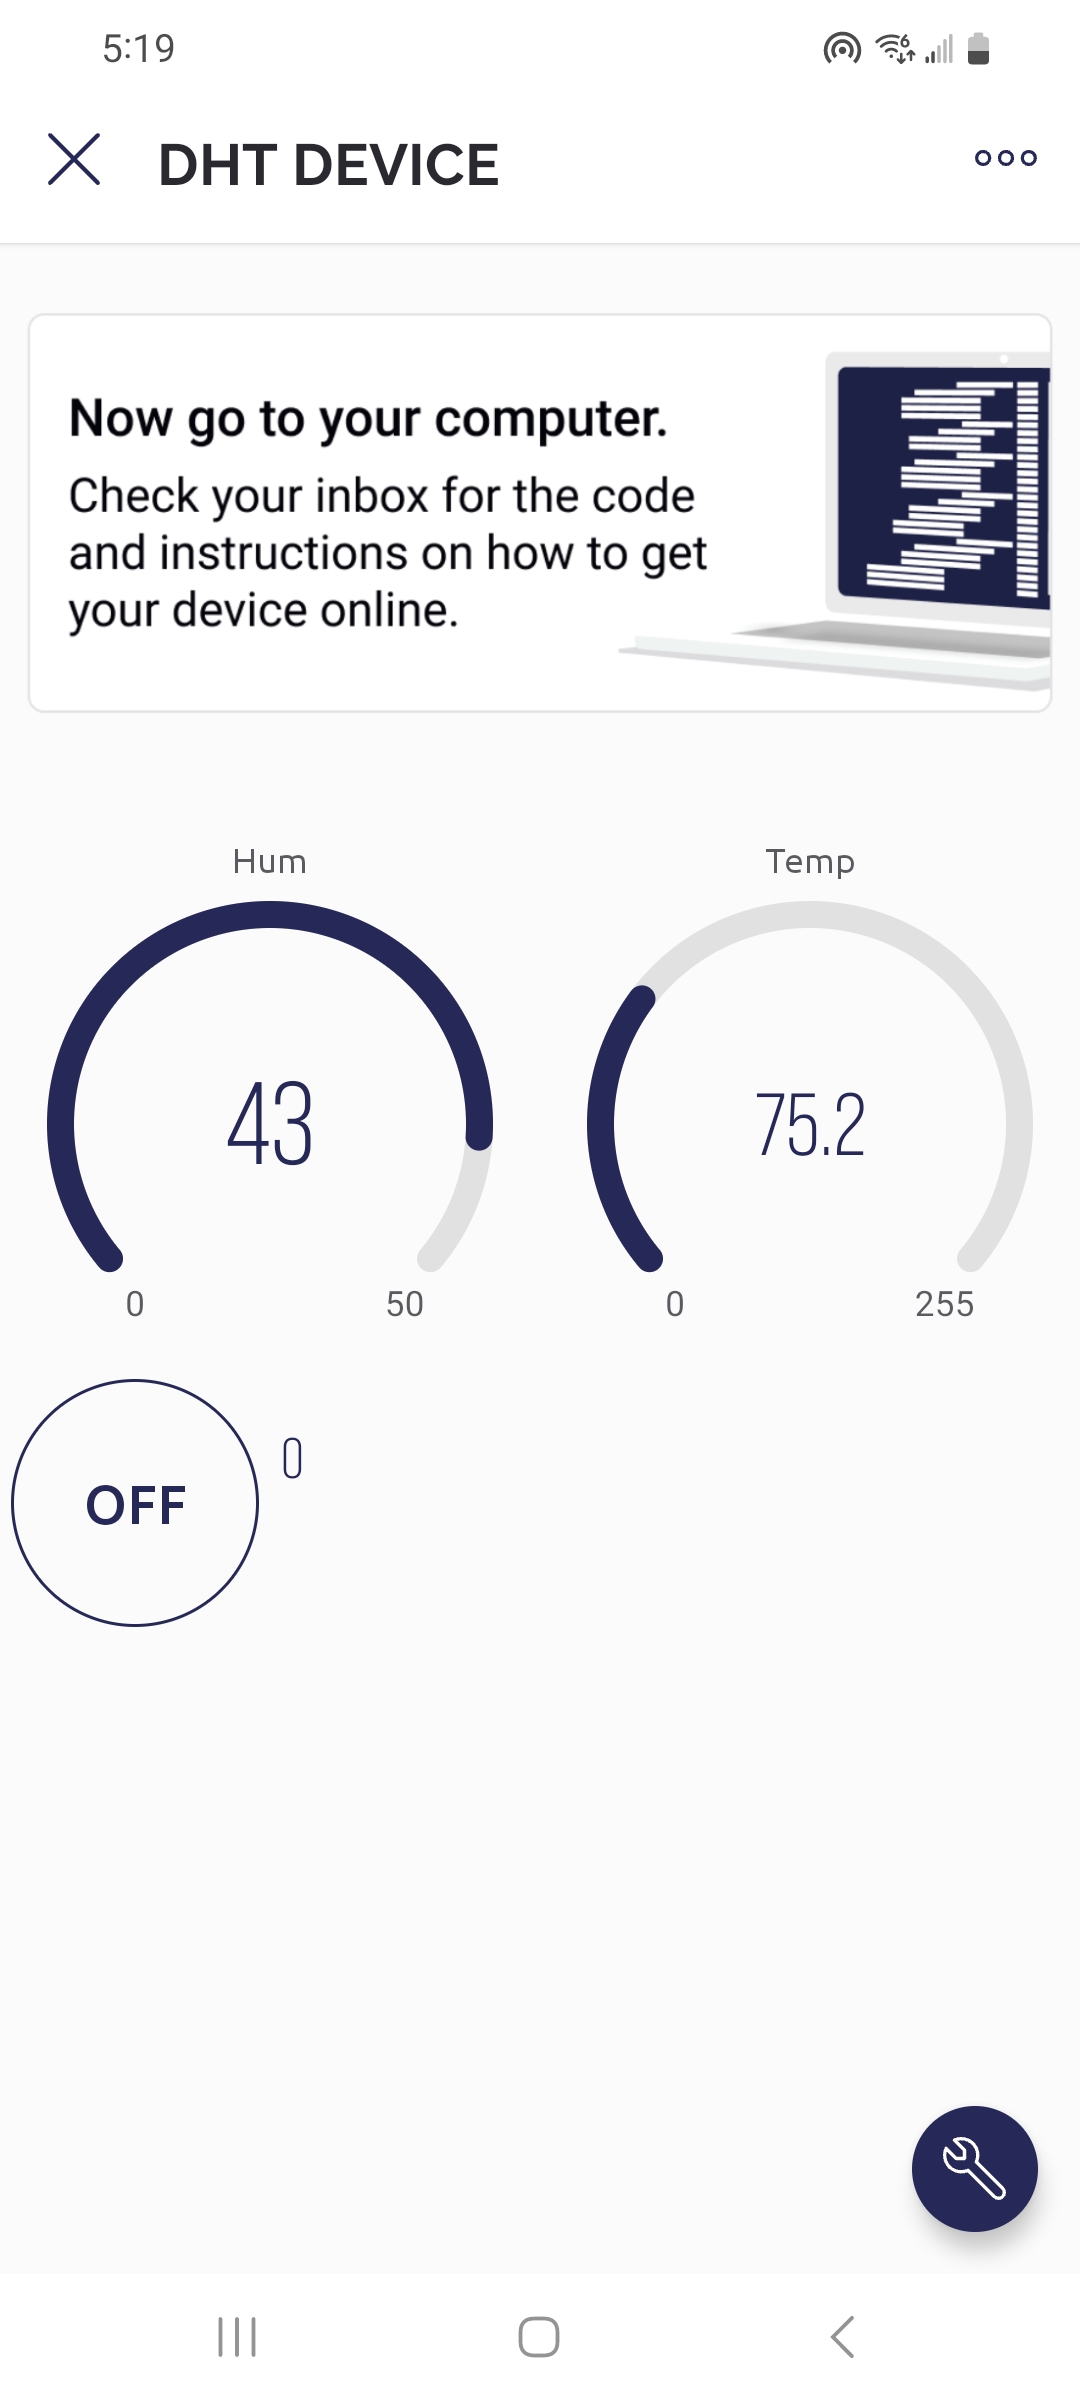 5:19
6
DHT DEVICE
Now go to your computer.
Check your inbox for the code
and instructions on how to get
your device online.
Hum
Temp
43
75.2
0
50
0
255
OFF
0